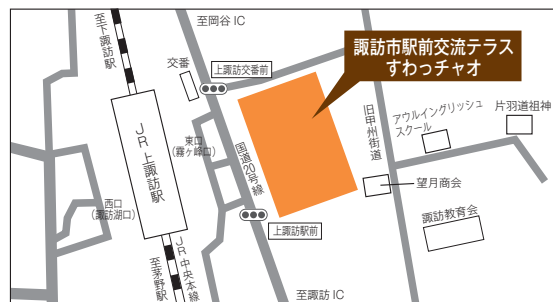 至岡谷IC
至下諏訪駅
交番
上諏訪交番前
諏訪市駅前交流テラス
すわっチャオ
旧甲州街道
アウルイングリッシュ
スクール
片羽道祖神
JR上諏訪駅
東口
(霧ヶ峰口)
国道20号線
西口
(諏訪湖口)
望月商会
諏訪教育会
上諏訪駅前
JR中央本線
至茅野駅
至諏訪IC